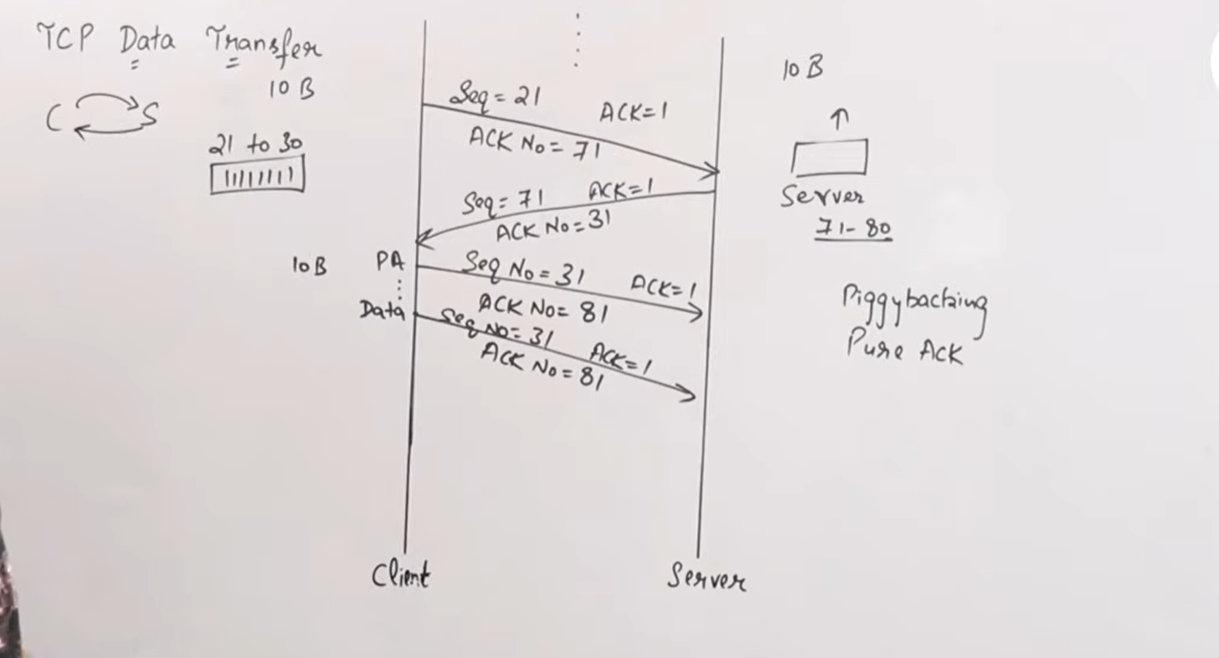 TCP Data Transfer
10 B
C S
21 to 30
Seq = 21 ACK=1
ACK No = 71
Seq = 71 ACK=1
ACK No = 31
10B PA Seq No = 31 ACK=1
ACK No = 81
Data Seq No = 31 ACK=1
ACK No = 81
Client Server
10 B
Server
71 - 80
Piggybacking
Pure ACK